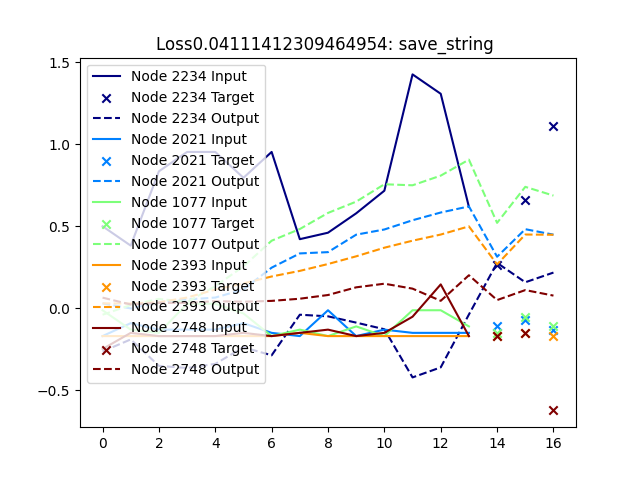 Loss0.04111412309464954: save_string
1.5
1.0
0.5
0.0
−0.5
Node 2234 Input
Node 2234 Target
Node 2234 Output
Node 2021 Input
Node 2021 Target
Node 2021 Output
Node 1077 Input
Node 1077 Target
Node 1077 Output
Node 2393 Input
Node 2393 Target
Node 2393 Output
Node 2748 Input
Node 2748 Target
Node 2748 Output
0 2 4 6 8 10 12 14 16